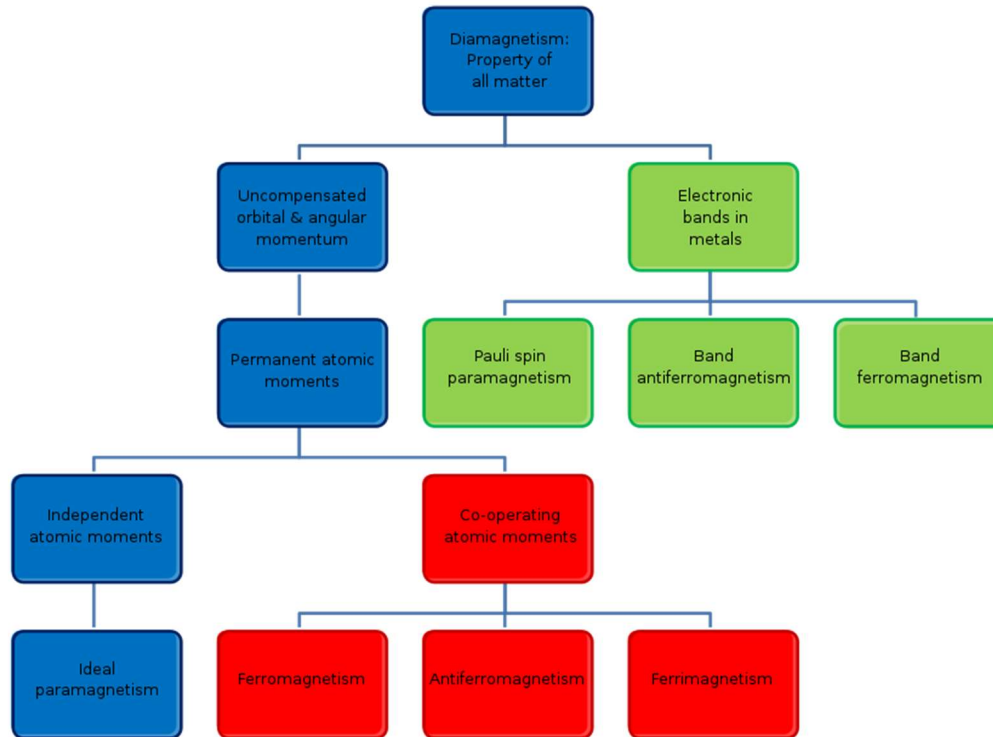 Diamagnetism:
Property of
all matter
Uncompensated
orbital & angular
momentum
Electronic
bands in
metals
Permanent atomic
moments
Pauli spin
paramagnetism
Band
antiferromagnetism
Band
ferromagnetism
Independent
atomic moments
Co-operating
atomic moments
Ideal
paramagnetism
Ferromagnetism
Antiferromagnetism
Ferrimagnetism